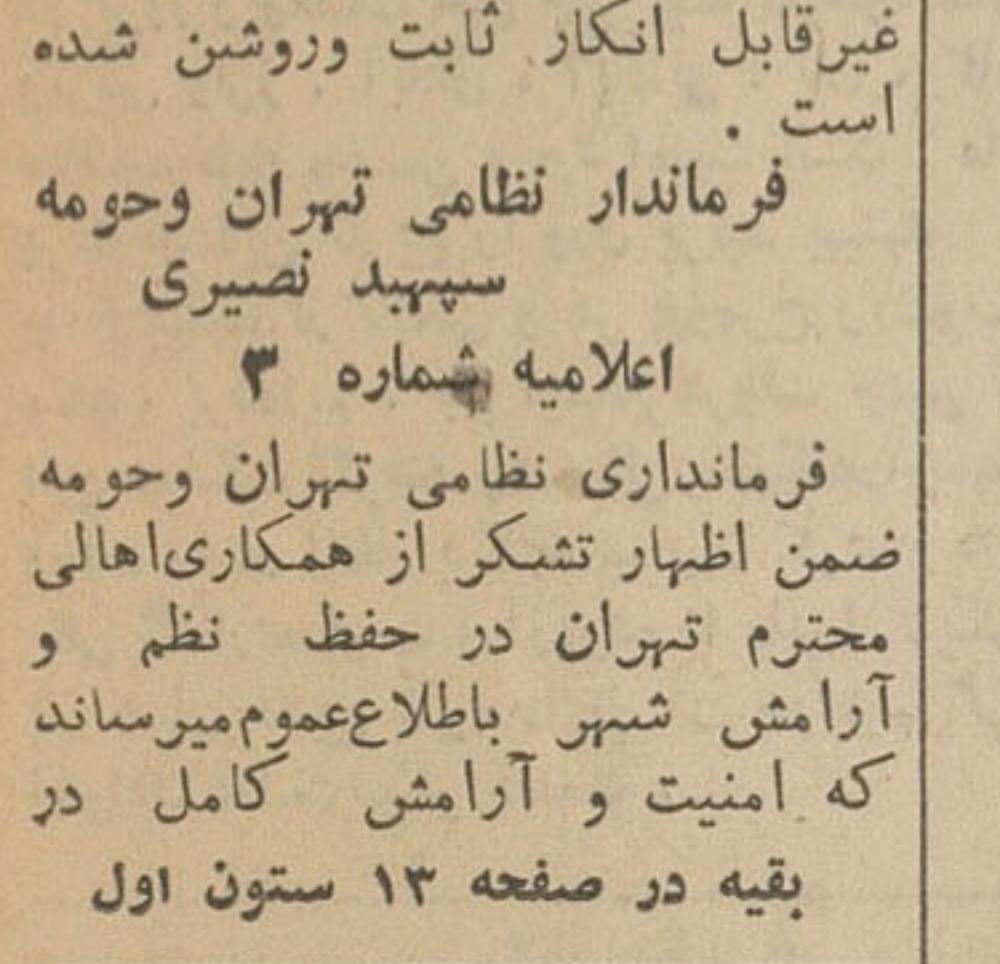 غیرقابل انکار ثابت وروشن شده
است .
فرماندار نظامی تهران وحومه
سپهبد نصیری
اعلامیه شماره ۳
فرمانداری نظامی تهران وحومه
ضمن اظهار تشکر از همکاری‌اهالی
محترم تهران در حفظ نظم و
آرامش شهر باطلاع‌عموم‌میرساند
که امنیت و آرامش کامل در
بقیه در صفحه ۱۳ ستون اول